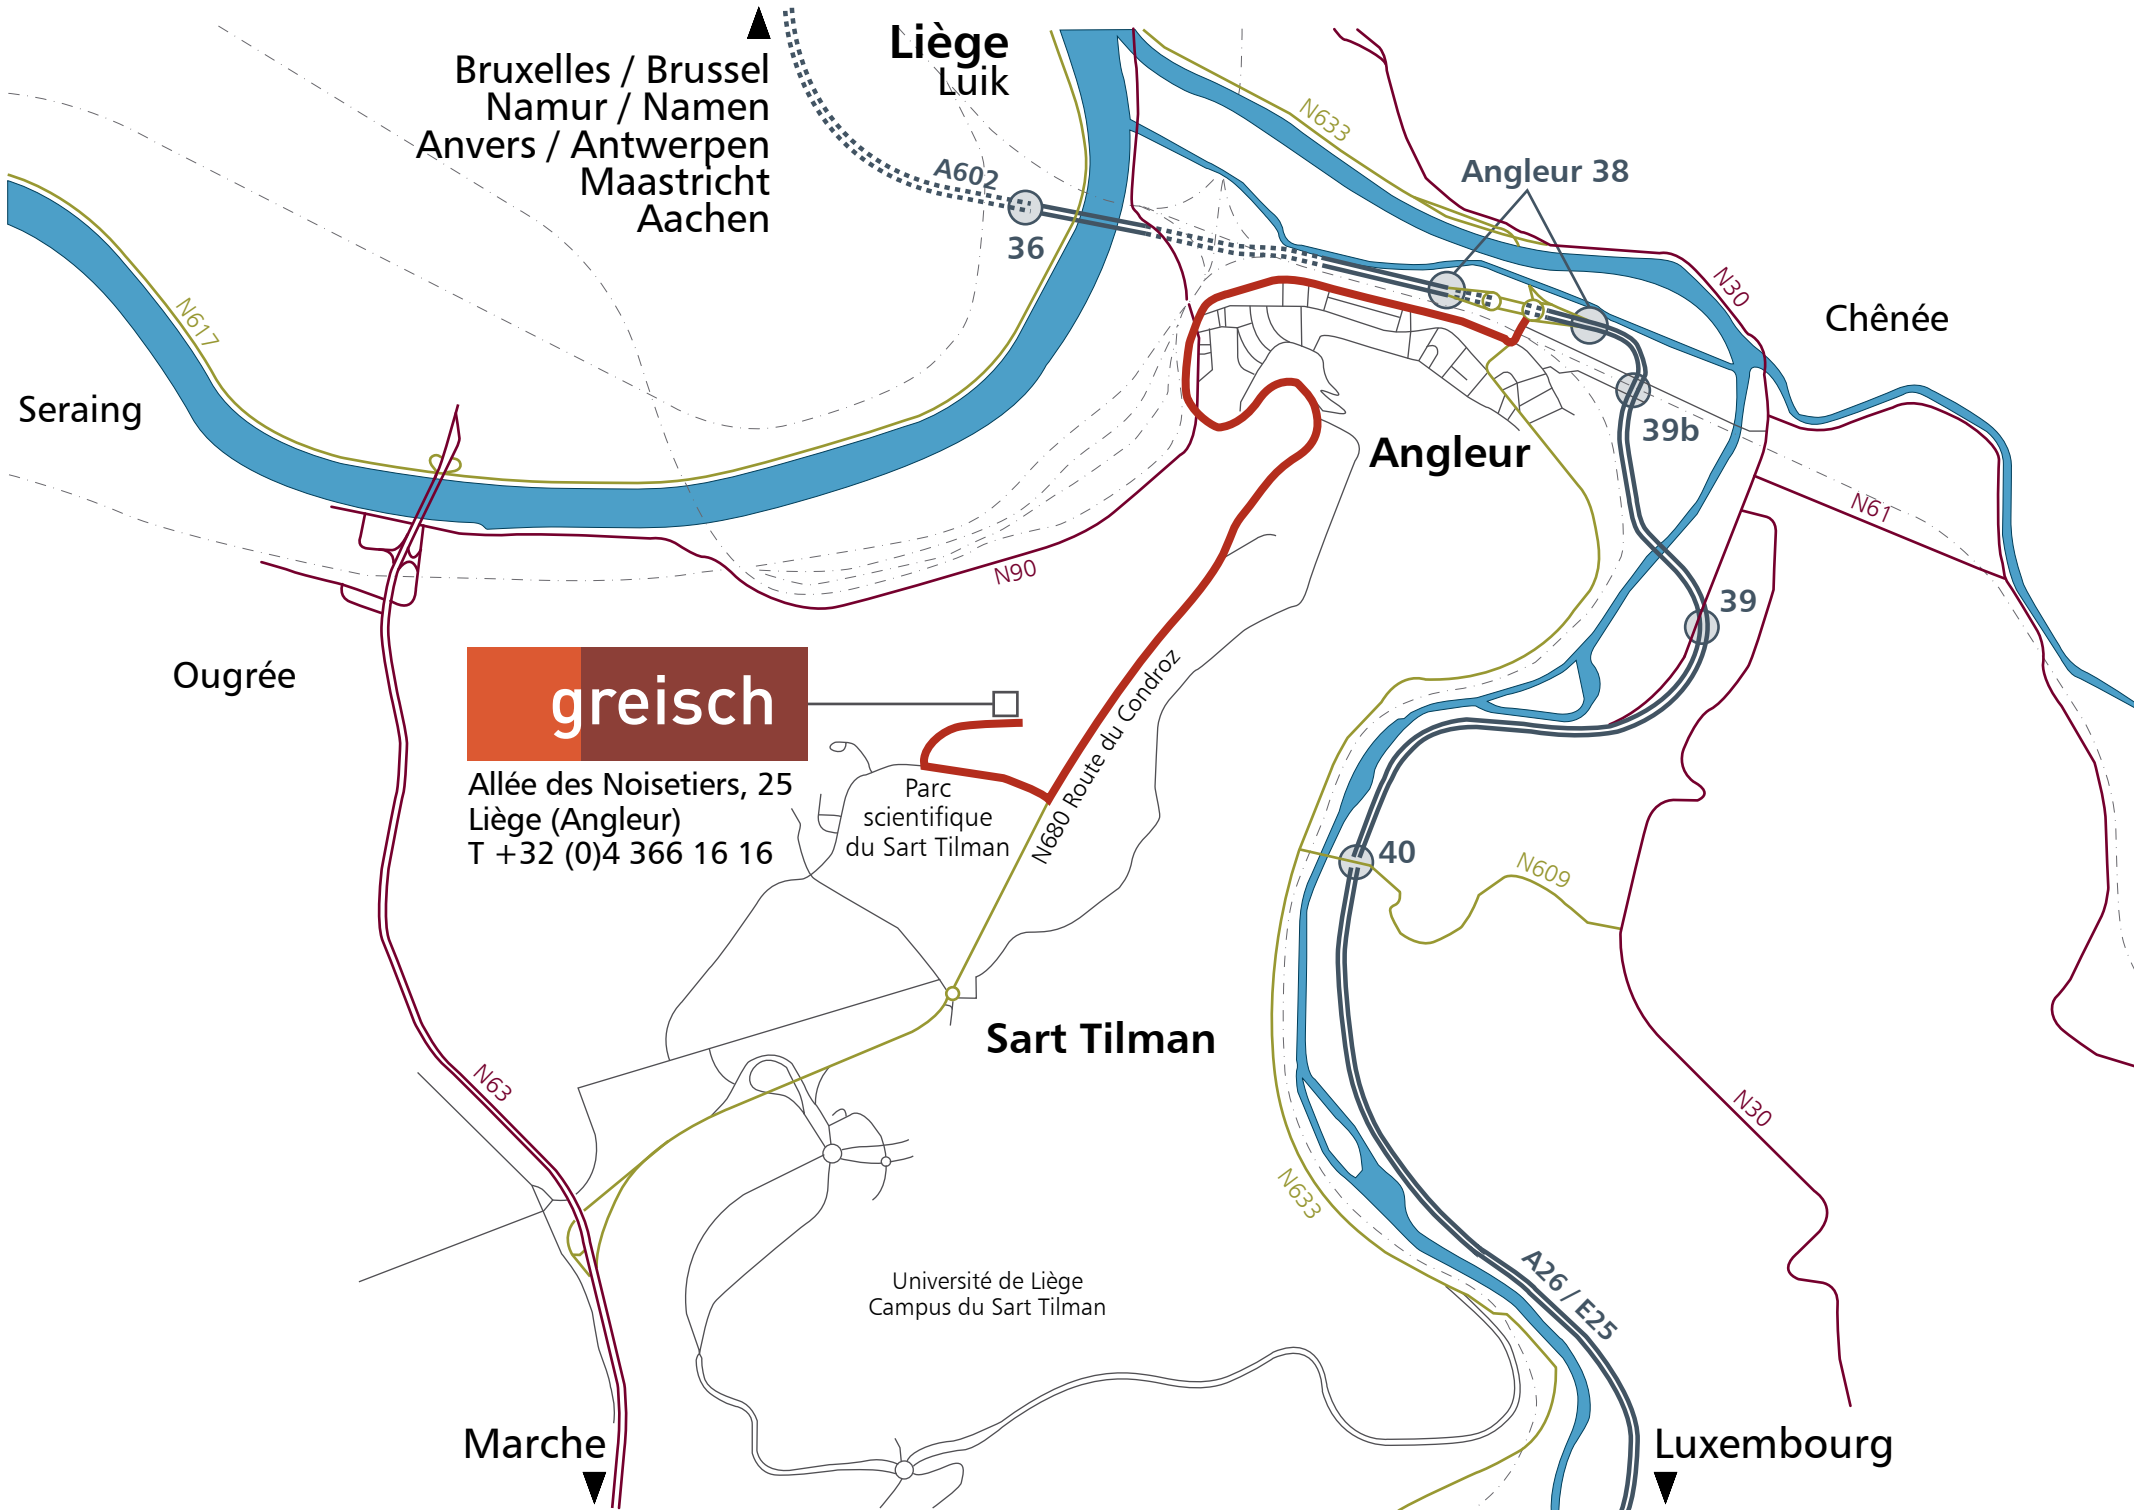 Liège
Luik
Bruxelles / Brussel
Namur / Namen
Anvers / Antwerpen
Maastricht
Aachen
A602
36
N633
Angleur 38
N30
Chênée
N617
Seraing
39b
Angleur
N61
N90
39
Ougrée
greisch
Allée des Noisetiers, 25
Liège (Angleur)
T +32 (0)4 366 16 16
Parc
scientifique
du Sart Tilman
N680 Route du Condroz
40
N609
Sart Tilman
N63
N30
N633
Université de Liège
Campus du Sart Tilman
A26 / E25
Marche
Luxembourg